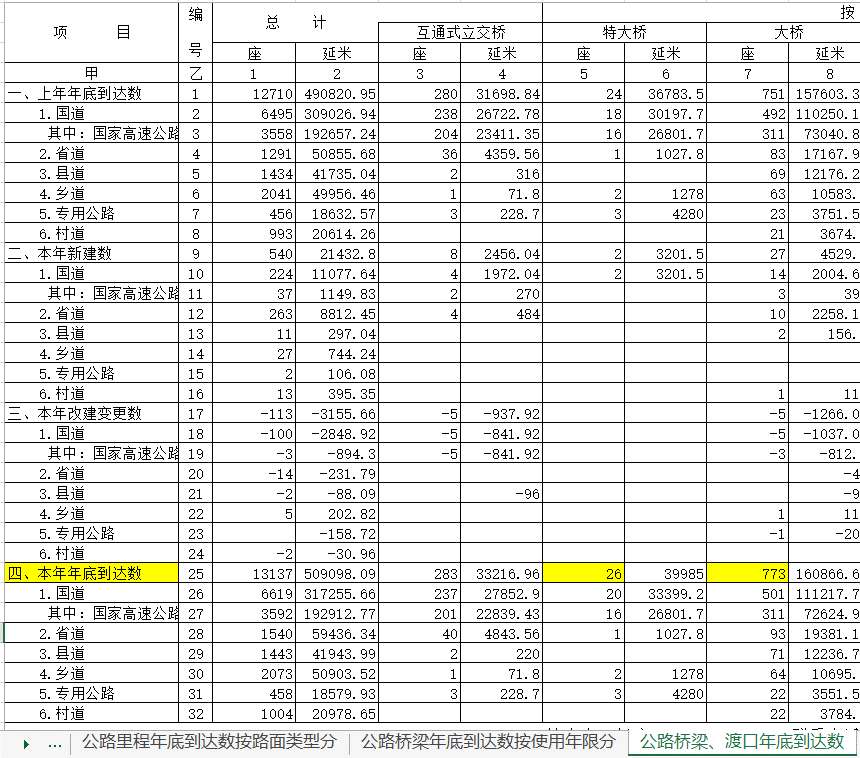 项 目 编号 总 计 按
互通式立交桥 特大桥 大桥
座 延米 座 延米 座 延米 座 延米
甲 乙 1 2 3 4 5 6 7 8
一、上年年底到达数 1 12710 490820.95 280 31698.84 24 36783.5 751 157603.3
1.国道 2 6495 309026.94 238 26722.78 18 30197.7 492 110250.1
其中：国家高速公路 3 3558 192657.24 204 23411.35 16 26801.7 311 73040.8
2.省道 4 1291 50855.68 36 4359.56 1 1027.8 83 17167.9
3.县道 5 1434 41735.04 2 316 69 12176.2
4.乡道 6 2041 49956.46 1 71.8 2 1278 63 10583.
5.专用公路 7 456 18632.57 3 228.7 3 4280 23 3751.5
6.村道 8 993 20614.26 21 3674.
二、本年新建数 9 540 21432.8 8 2456.04 2 3201.5 27 4529.
1.国道 10 224 11077.64 4 1972.04 2 3201.5 14 2004.6
其中：国家高速公路 11 37 1149.83 2 270 3 39
2.省道 12 263 8812.45 4 484 10 2258.1
3.县道 13 11 297.04 2 156.
4.乡道 14 27 744.24
5.专用公路 15 2 106.08
6.村道 16 13 395.35 1 11
三、本年改建变更数 17 -113 -3155.66 -5 -937.92 -5 -1266.0
1.国道 18 -100 -2848.92 -5 -841.92 -5 -1037.0
其中：国家高速公路 19 -3 -894.3 -5 -841.92 -3 -812.
2.省道 20 -14 -231.79 -4
3.县道 21 -2 -88.09 -96 -9
4.乡道 22 5 202.82 1 11
5.专用公路 23 -158.72 -1 -20
6.村道 24 -2 -30.96
四、本年年底到达数 25 13137 509098.09 283 33216.96 26 39985 773 160866.6
1.国道 26 6619 317255.66 237 27852.9 20 33399.2 501 111217.7
其中：国家高速公路 27 3592 192912.77 201 22839.43 16 26801.7 311 72624.9
2.省道 28 1540 59436.34 40 4843.56 1 1027.8 93 19381.1
3.县道 29 1443 41943.99 2 220 71 12236.7
4.乡道 30 2073 50903.52 1 71.8 2 1278 64 10695.
5.专用公路 31 458 18579.93 3 228.7 3 4280 22 3551.5
6.村道 32 1004 20978.65 22 3784.
... 公路里程年底到达数按路面类型分 公路桥梁年底到达数按使用年限分 公路桥梁、渡口年底到达数